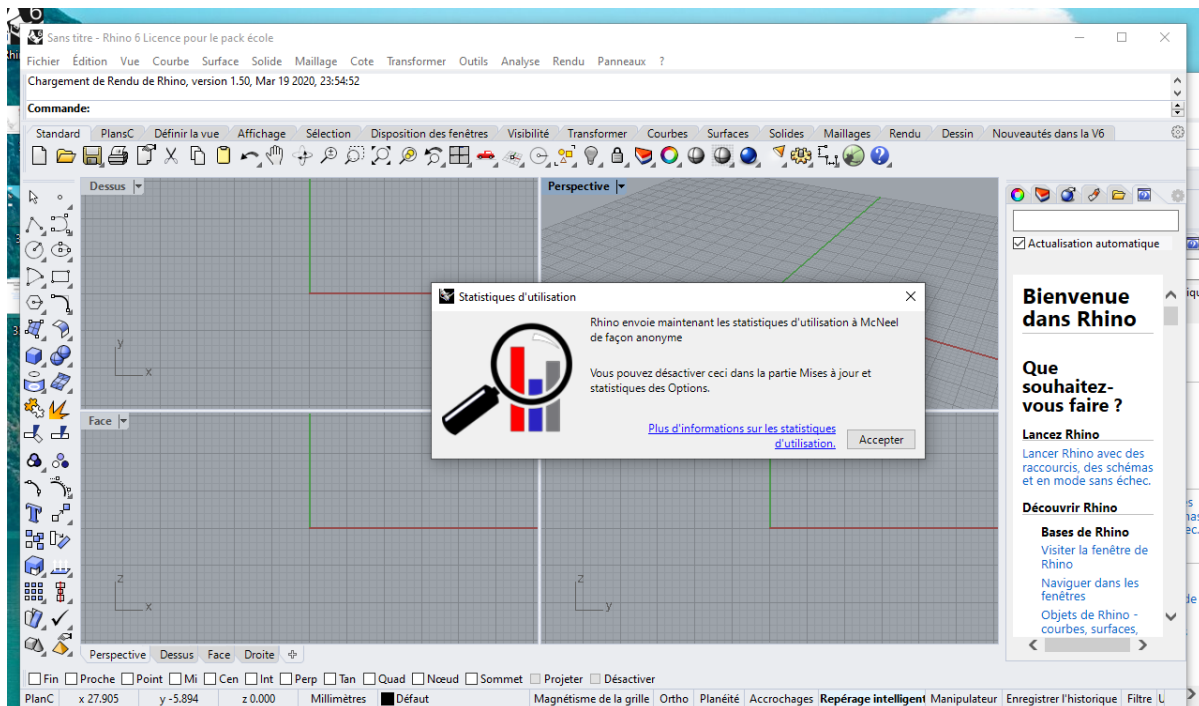 6
Sans titre - Rhino 6 Licence pour le pack école
Fichier Édition Vue Courbe Surface Solide Maillage Cote Transformer Outils Analyse Rendu Panneaux ?
Chargement de Rendu de Rhino, version 1.50, Mar 19 2020, 23:54:52
Commande:
Standard PlansC Définir la vue Affichage Sélection Disposition des fenêtres Visibilité Transformer Courbes Surfaces Solides Maillages Rendu Dessin Nouveautés dans la V6
Dessus
Perspective
Actualisation automatique
Statistiques d'utilisation
Rhino envoie maintenant les statistiques d'utilisation à McNeel
de façon anonyme
Vous pouvez désactiver ceci dans la partie Mises à jour et
statistiques des Options.
Plus d'informations sur les statistiques
d'utilisation.
Accepter
y
x
Face
z
x
z
y
Bienvenue
dans Rhino
Que
souhaitez-
vous faire ?
Lancez Rhino
Lancer Rhino avec des
raccourcis, des schémas
et en mode sans échec.
Découvrir Rhino
Bases de Rhino
Visiter la fenêtre de
Rhino
Naviguer dans les
fenêtres
Objets de Rhino -
courbes, surfaces,
Perspective Dessus Face Droite
Fin Proche Point Mi Cen Int Perp Tan Quad Nœud Sommet Projeter Désactiver
PlanC x 27.905 y -5.894 z 0.000 Millimètres Défaut Magnétisme de la grille Ortho Planéité Accrochages Repérage intelligent Manipulateur Enregistrer l'historique Filtre U